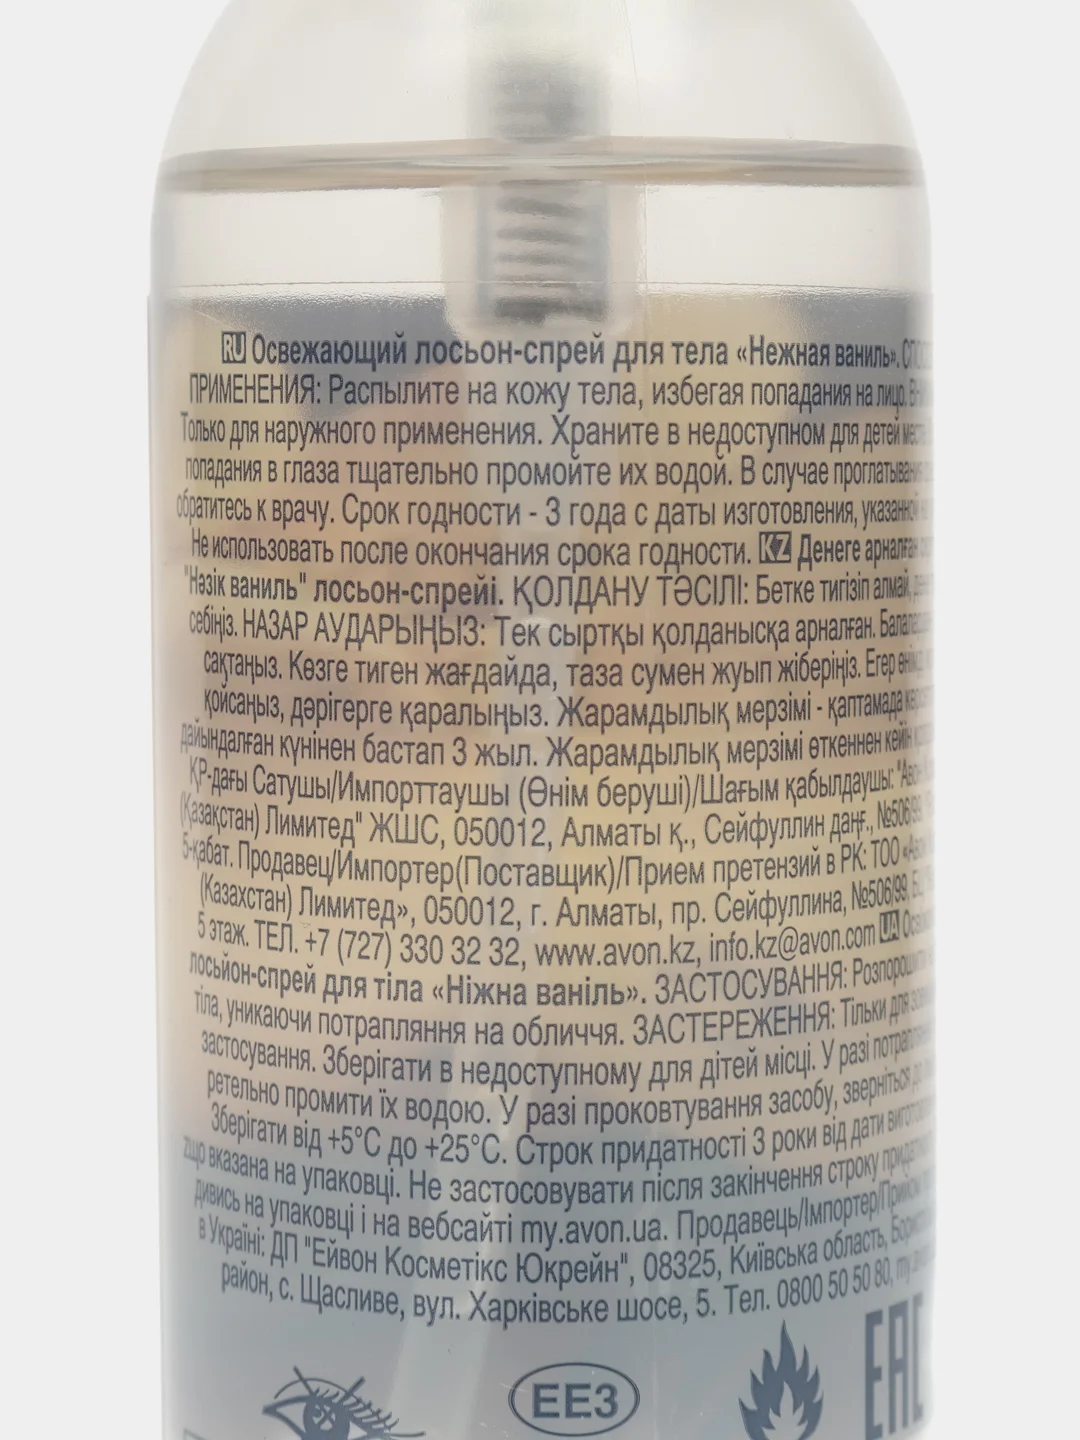 RU Освежающий лосьон-спрей для тела «Нежная ваниль».
ПРИМЕНЕНИЯ: Распылите на кожу тела, избегая попадания на лицо.
Только для наружного применения. Храните в недоступном для детей
попадания в глаза тщательно промойте их водой. В случае проглатывания
обратитесь к врачу. Срок годности - 3 года с даты изготовления, указанной
Не использовать после окончания срока годности. KZ Денеге арналған
"Нәзік ваниль" лосьон-спрейі. ҚОЛДАНУ ТӘСІЛІ: Бетке тигізіп алмай,
себіңіз. НАЗАР АУДАРЫҢЫЗ: Тек сыртқы қолданысқа арналған.
сақтаңыз. Көзге тиген жағдайда, таза сумен жуып жіберіңіз. Егер
қойсаңыз, дәрігерге қаралыңыз. Жарамдылық мерзімі - қаптамада
дайындалған күнінен бастап 3 жыл. Жарамдылық мерзімі өткеннен кейін
ҚР-дағы Сатушы/Импорттаушы (Өнім беруші)/Шағым қабылдаушы: "Авон
(Қазақстан) Лимитед" ЖШС, 050012, Алматы қ., Сейфуллин даңғ., №506/99,
5-қабат. Продавец/Импортер(Поставщик)/Прием претензий в РК: ТОО
(Казахстан) Лимитед», 050012, г. Алматы, пр. Сейфуллина, №506/99,
5 этаж. ТЕЛ. +7 (727) 330 32 32, www.avon.kz, info.kz@avon.com UA
лосьйон-спрей для тіла «Ніжна ваніль». ЗАСТОСУВАННЯ: Розпорошити
тіла, уникаючи потрапляння на обличчя. ЗАСТЕРЕЖЕННЯ: Тільки для
застосування. Зберігати в недоступному для дітей місці. У разі
ретельно промити їх водою. У разі проковтування засобу, зверніться до
Зберігати від +5°C до +25°C. Строк придатності 3 роки від дати
що вказана на упаковці. Не застосовувати після закінчення строку
дивись на упаковці і на вебсайті my.avon.ua. Продавець/Імпортер/Прийом
в Україні: ДП "Ейвон Косметікс Юкрейн", 08325, Київська область,
район, с. Щасливе, вул. Харківське шосе, 5. Тел. 0800 50 50 80,
EE3
EAC